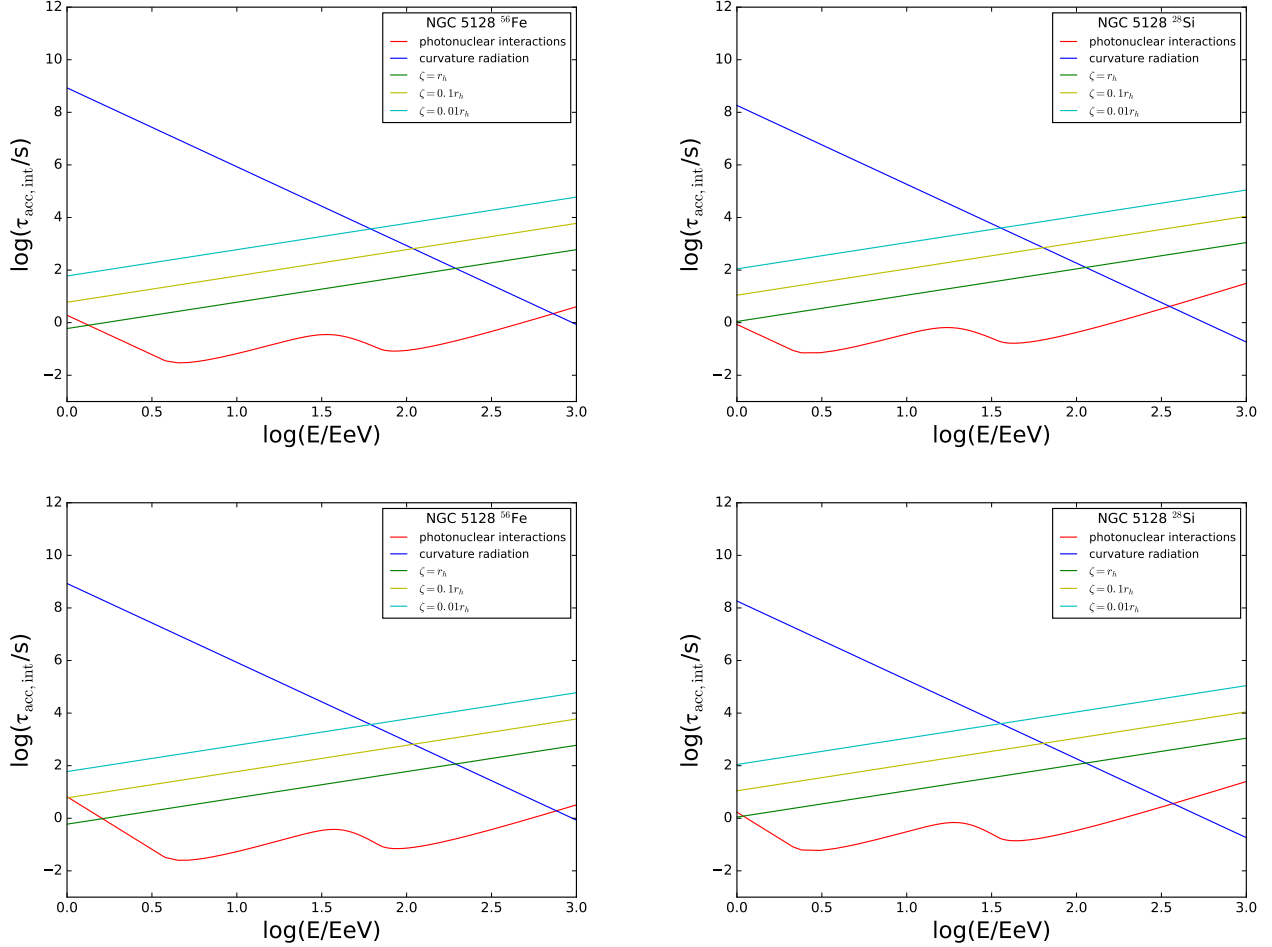 NGC 5128 ⁵⁶Fe
photonuclear interactions
curvature radiation
ζ = r_h
ζ = 0.1r_h
ζ = 0.01r_h
12
10
8
6
4
2
0
−2
log(τ_acc,int/s)
0.0 0.5 1.0 1.5 2.0 2.5 3.0
log(E/EeV)
NGC 5128 ²⁸Si
photonuclear interactions
curvature radiation
ζ = r_h
ζ = 0.1r_h
ζ = 0.01r_h
12
10
8
6
4
2
0
−2
log(τ_acc,int/s)
0.0 0.5 1.0 1.5 2.0 2.5 3.0
log(E/EeV)
NGC 5128 ⁵⁶Fe
photonuclear interactions
curvature radiation
ζ = r_h
ζ = 0.1r_h
ζ = 0.01r_h
12
10
8
6
4
2
0
−2
log(τ_acc,int/s)
0.0 0.5 1.0 1.5 2.0 2.5 3.0
log(E/EeV)
NGC 5128 ²⁸Si
photonuclear interactions
curvature radiation
ζ = r_h
ζ = 0.1r_h
ζ = 0.01r_h
12
10
8
6
4
2
0
−2
log(τ_acc,int/s)
0.0 0.5 1.0 1.5 2.0 2.5 3.0
log(E/EeV)